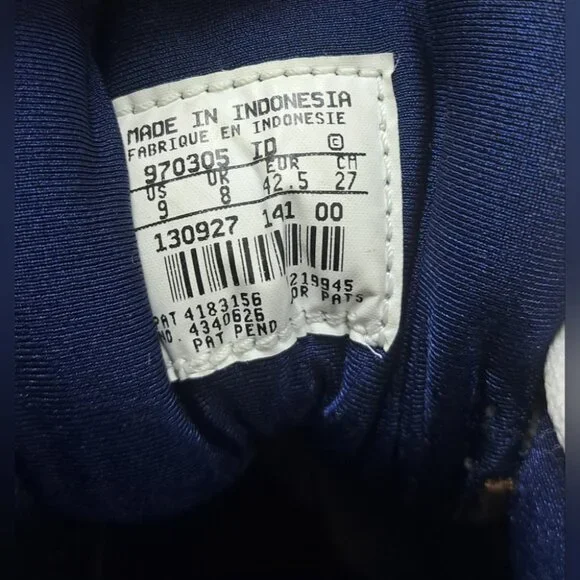 MADE IN INDONESIA
FABRIQUE EN INDONESIE
970305 ID ©
US UK EUR CM
9 8 42.5 27
130927 141 00
PAT 4183156 219945
NO. 4340626 OR PATS
PAT PEND